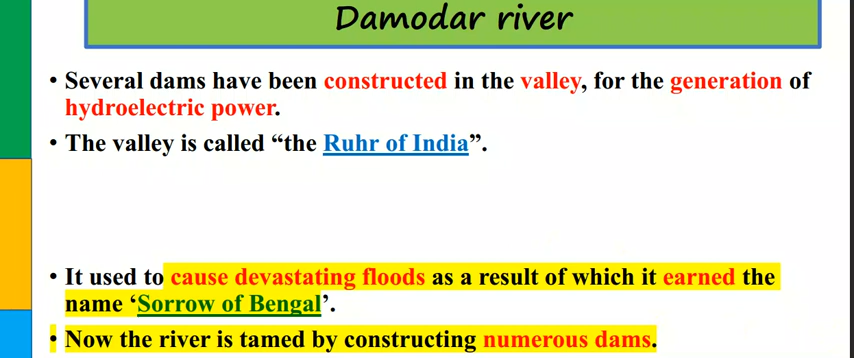 Damodar river
• Several dams have been constructed in the valley, for the generation of
hydroelectric power.
• The valley is called “the Ruhr of India”.
• It used to cause devastating floods as a result of which it earned the
name ‘Sorrow of Bengal’.
• Now the river is tamed by constructing numerous dams.